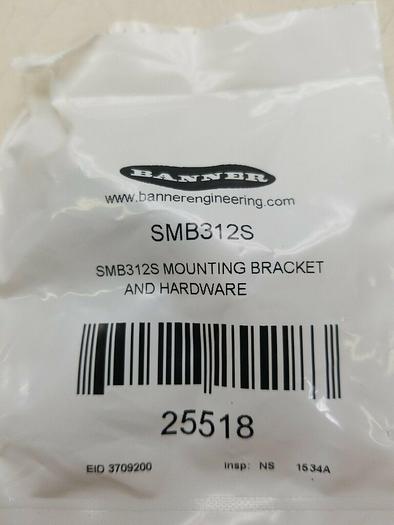 BANNER
www.bannerengineering.com
SMB312S
SMB312S MOUNTING BRACKET
AND HARDWARE
25518
EID 3709200 Insp: NS 1534A